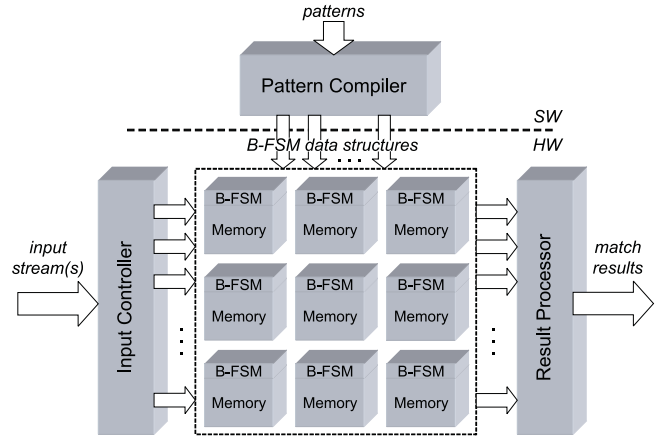 patterns
Pattern Compiler
SW
HW
B-FSM data structures
. . .
B-FSM
Memory
B-FSM
Memory
B-FSM
Memory
B-FSM
Memory
B-FSM
Memory
B-FSM
Memory
B-FSM
Memory
B-FSM
Memory
B-FSM
Memory
input
stream(s)
Input Controller
Result Processor
match
results